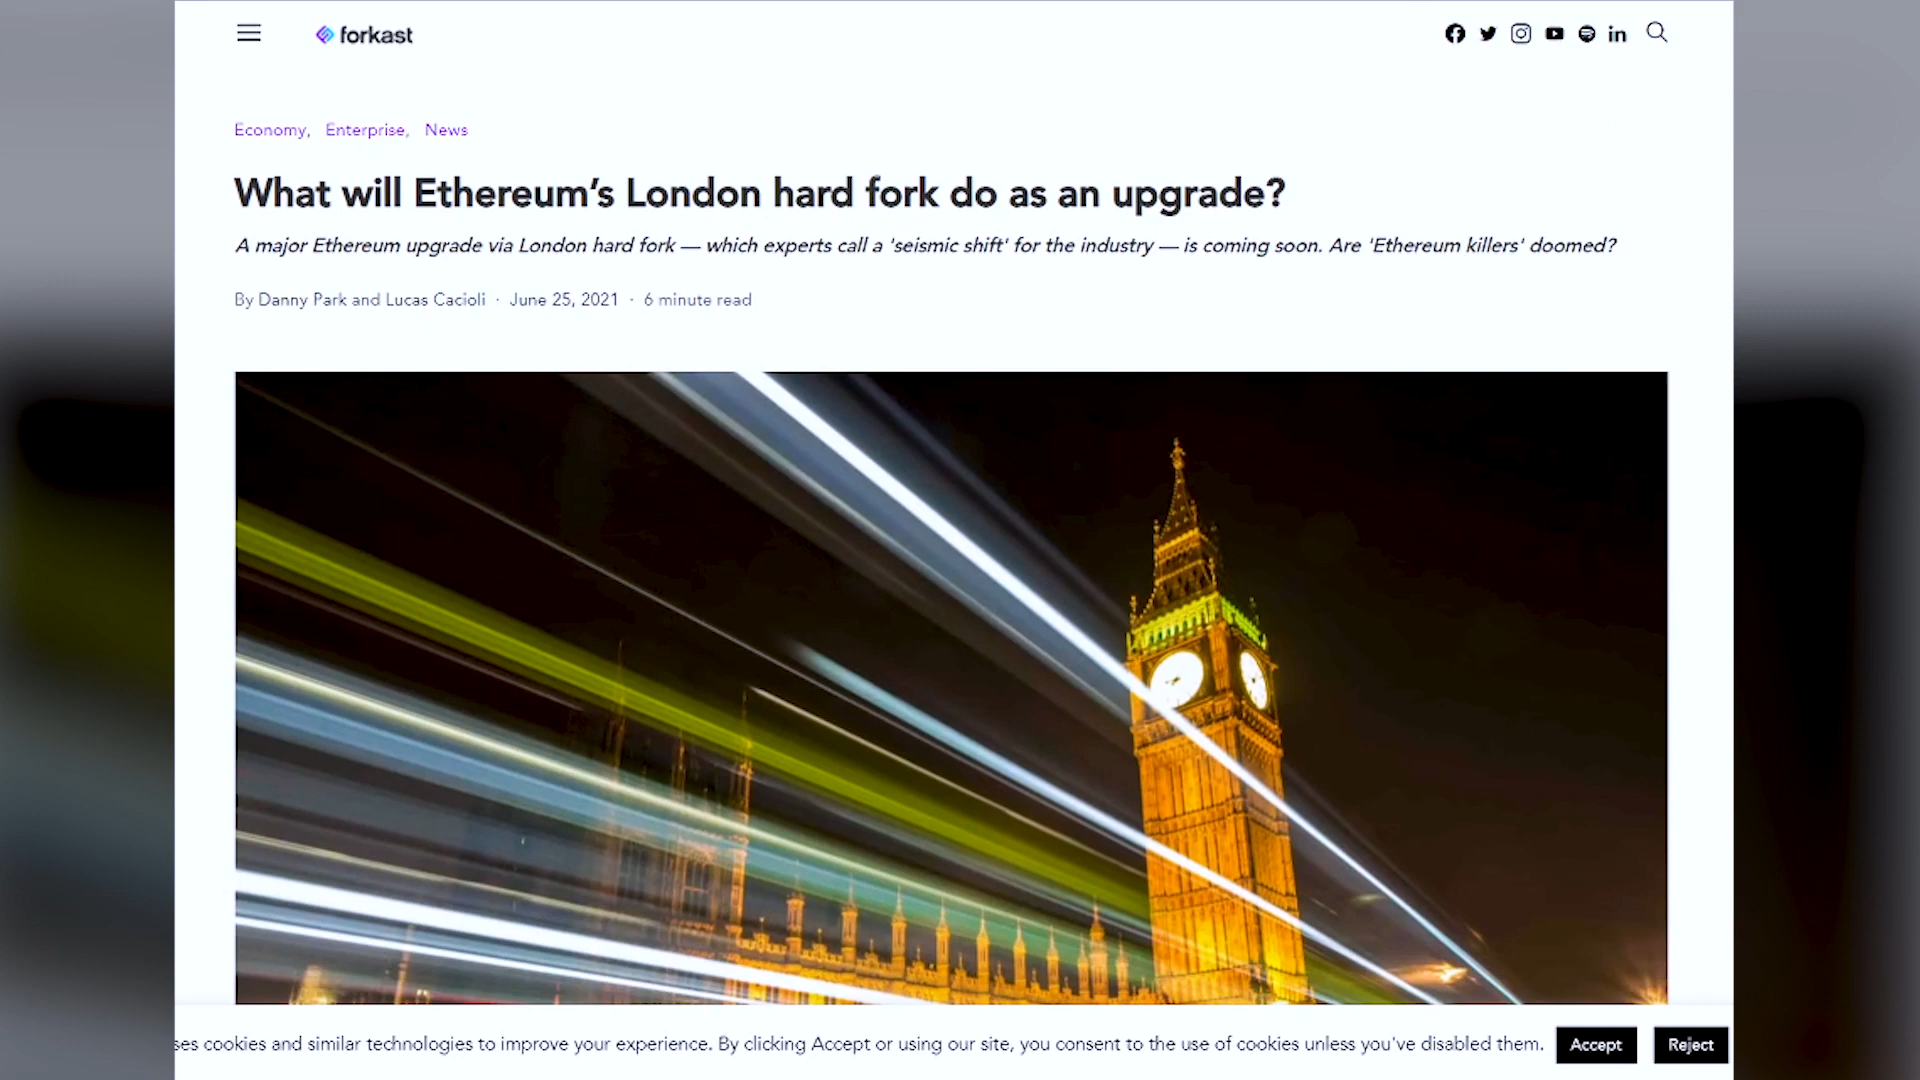 forkast
Economy, Enterprise, News
What will Ethereum's London hard fork do as an upgrade?
A major Ethereum upgrade via London hard fork — which experts call a 'seismic shift' for the industry — is coming soon. Are 'Ethereum killers' doomed?
By Danny Park and Lucas Cacioli · June 25, 2021 · 6 minute read
ses cookies and similar technologies to improve your experience. By clicking Accept or using our site, you consent to the use of cookies unless you've disabled them. Accept Reject